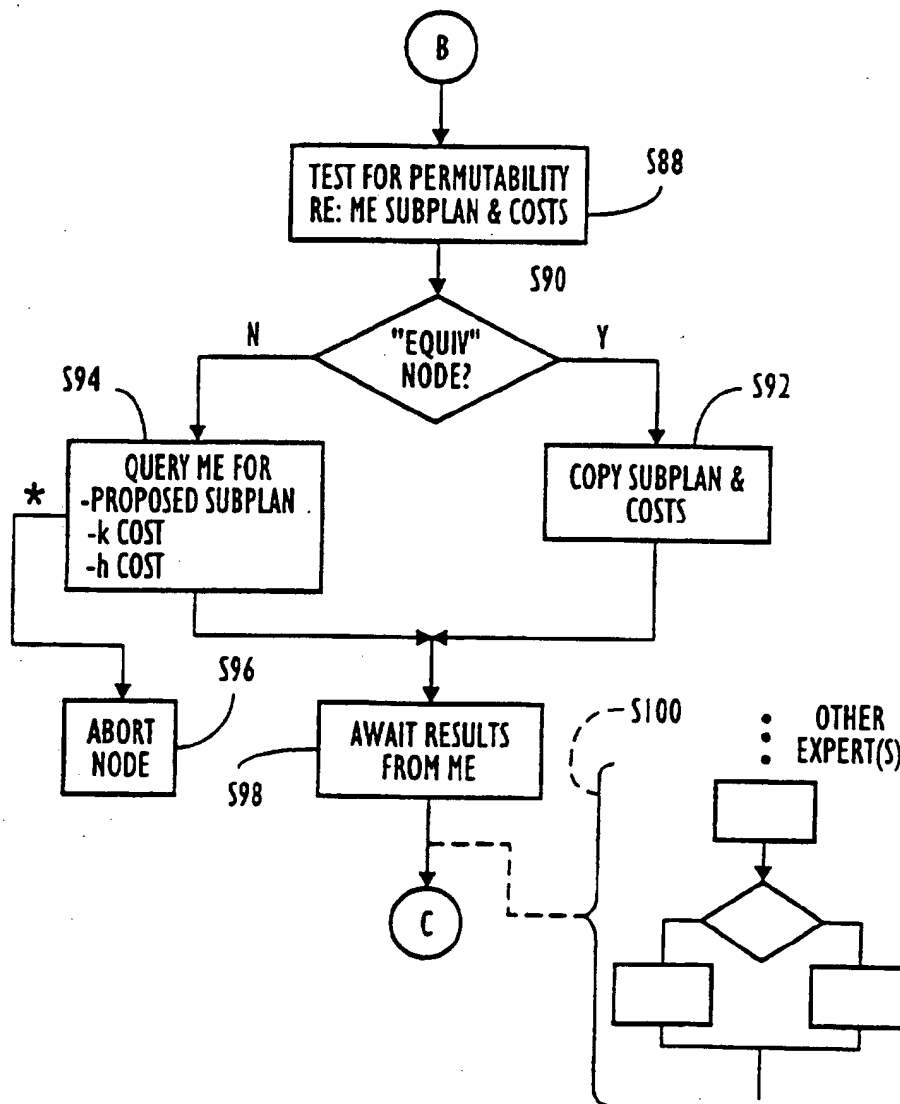 B
TEST FOR PERMUTABILITY
RE: ME SUBPLAN & COSTS
S88
S90
"EQUIV"
NODE?
N
Y
S94
S92
QUERY ME FOR
-PROPOSED SUBPLAN
-k COST
-h COST
*
COPY SUBPLAN &
COSTS
S96
ABORT
NODE
AWAIT RESULTS
FROM ME
S98
S100
OTHER
EXPERT(S)
C